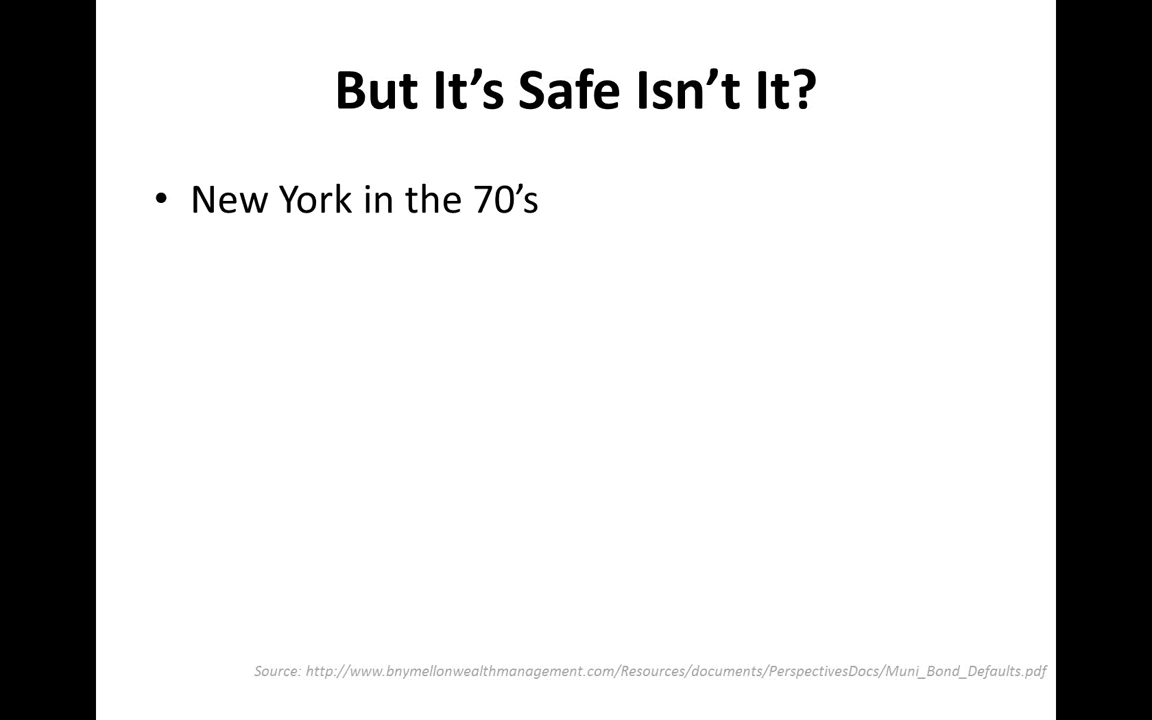 But It’s Safe Isn’t It?
• New York in the 70’s
Source: http://www.bnymellonwealthmanagement.com/Resources/documents/PerspectivesDocs/Muni_Bond_Defaults.pdf